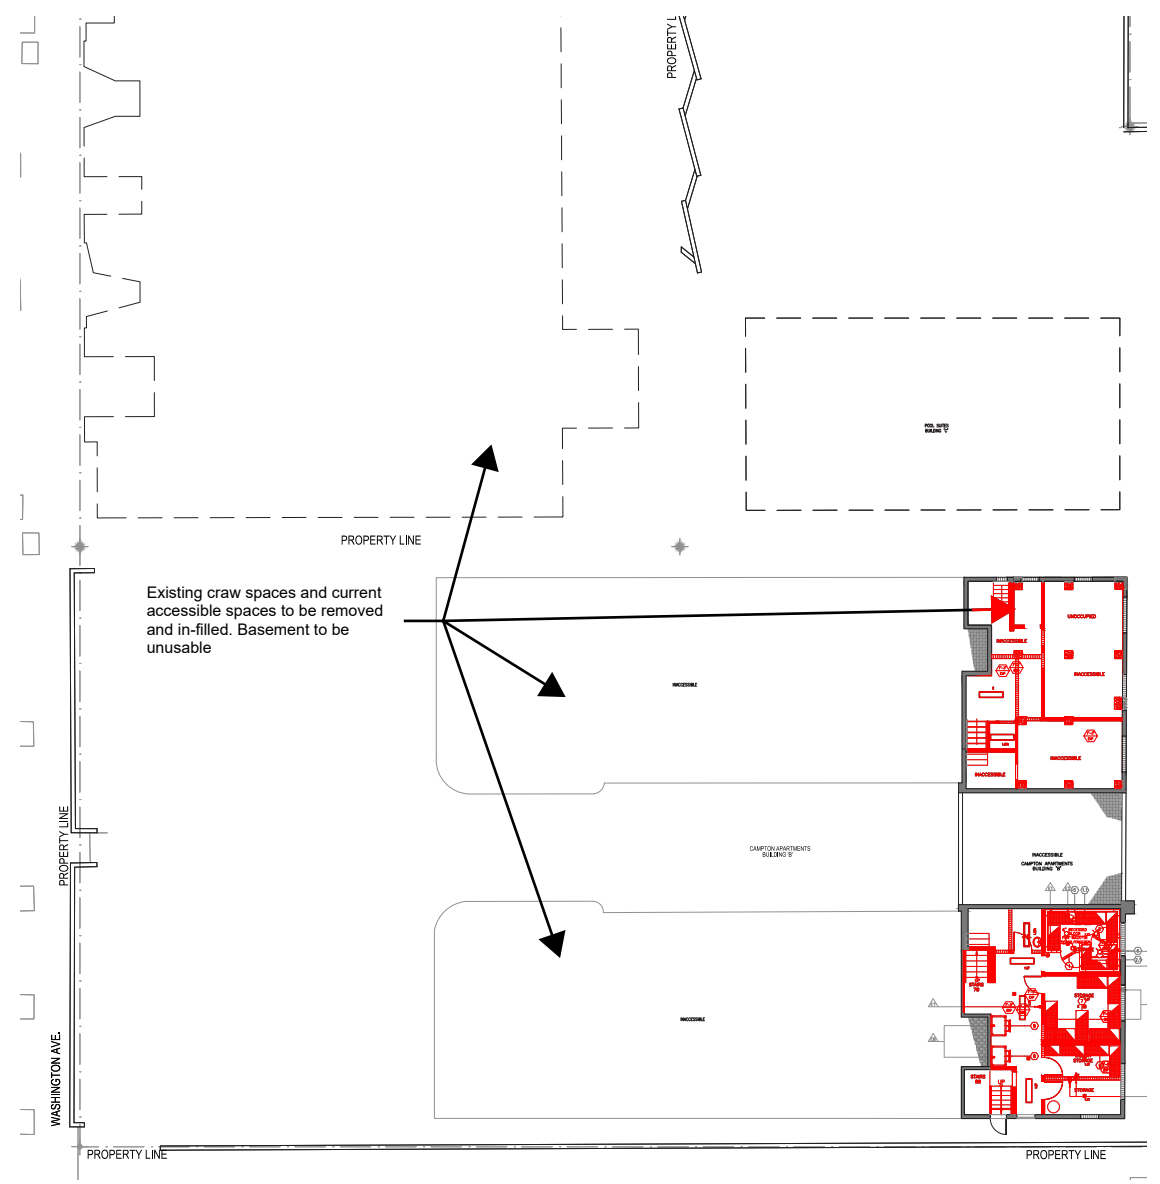 PROPERTY L
POOL SUITES
BUILDING 'C'
PROPERTY LINE
Existing craw spaces and current
accessible spaces to be removed
and in-filled. Basement to be
unusable
UNOCCUPIED
INACCESSIBLE
INACCESSIBLE
INACCESSIBLE
INACCESSIBLE
INACCESSIBLE
PROPERTY LINE
CAMPTON APARTMENTS
BUILDING 'B'
INACCESSIBLE
CAMPTON APARTMENTS
BUILDING 'B'
STAIRS
STORAGE
INACCESSIBLE
STORAGE
STAIRS
UP
STORAGE
WASHINGTON AVE.
PROPERTY LINE
PROPERTY LINE